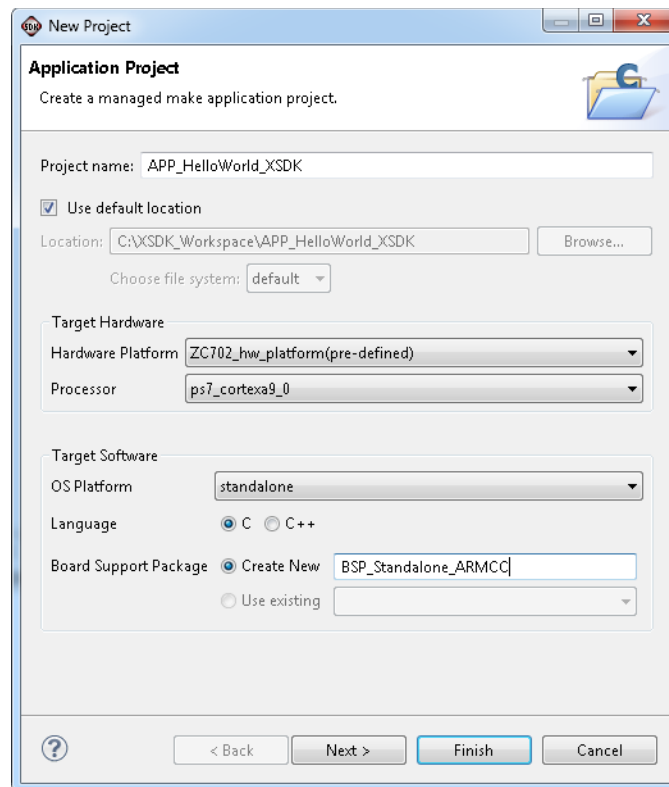 SDK New Project
Application Project
Create a managed make application project.
C
Project name: APP_HelloWorld_XSDK
Use default location
Location: C:\XSDK_Workspace\APP_HelloWorld_XSDK Browse...
Choose file system: default
Target Hardware
Hardware Platform ZC702_hw_platform(pre-defined)
Processor ps7_cortexa9_0
Target Software
OS Platform standalone
Language C C++
Board Support Package Create New BSP_Standalone_ARMCC
Use existing
? < Back Next > Finish Cancel